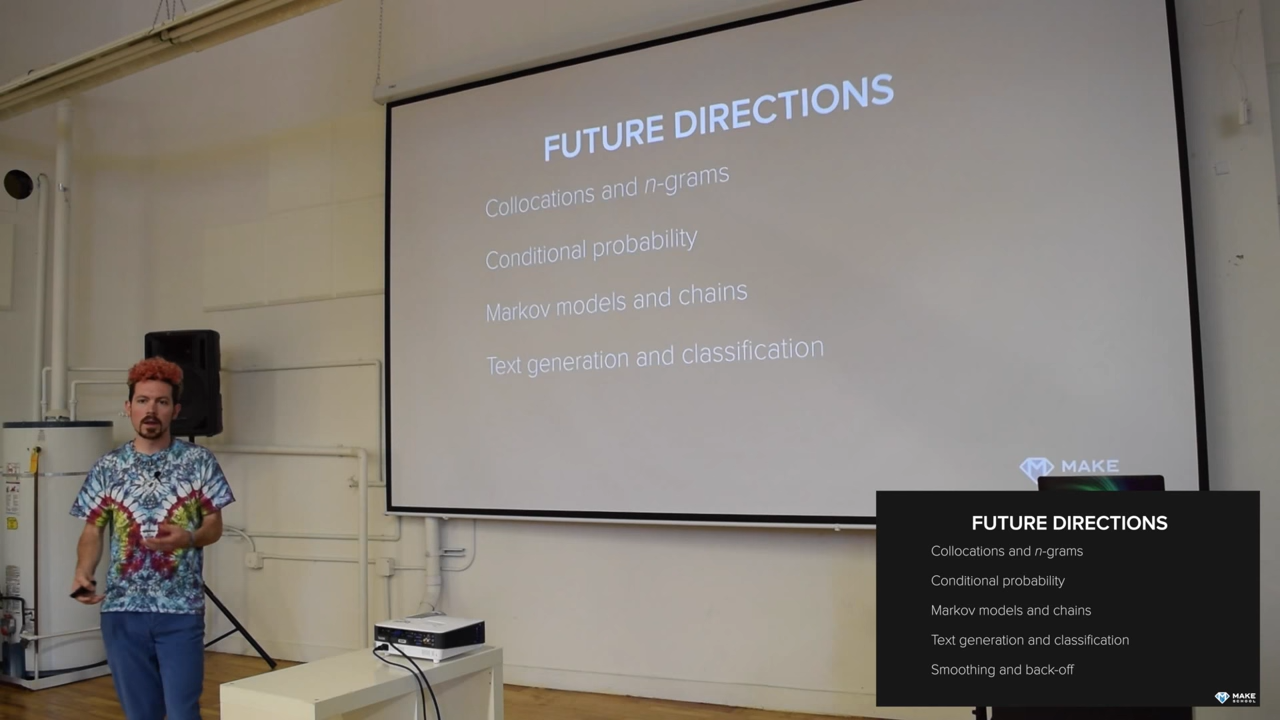 FUTURE DIRECTIONS
Collocations and n-grams
Conditional probability
Markov models and chains
Text generation and classification
MAKE
FUTURE DIRECTIONS
Collocations and n-grams
Conditional probability
Markov models and chains
Text generation and classification
Smoothing and back-off
MAKE
SCHOOL